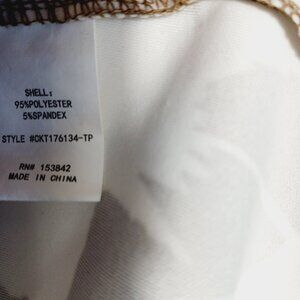 SHELL:
95%POLYESTER
5%SPANDEX
STYLE #CKT176134-TP
RN# 153842
MADE IN CHINA